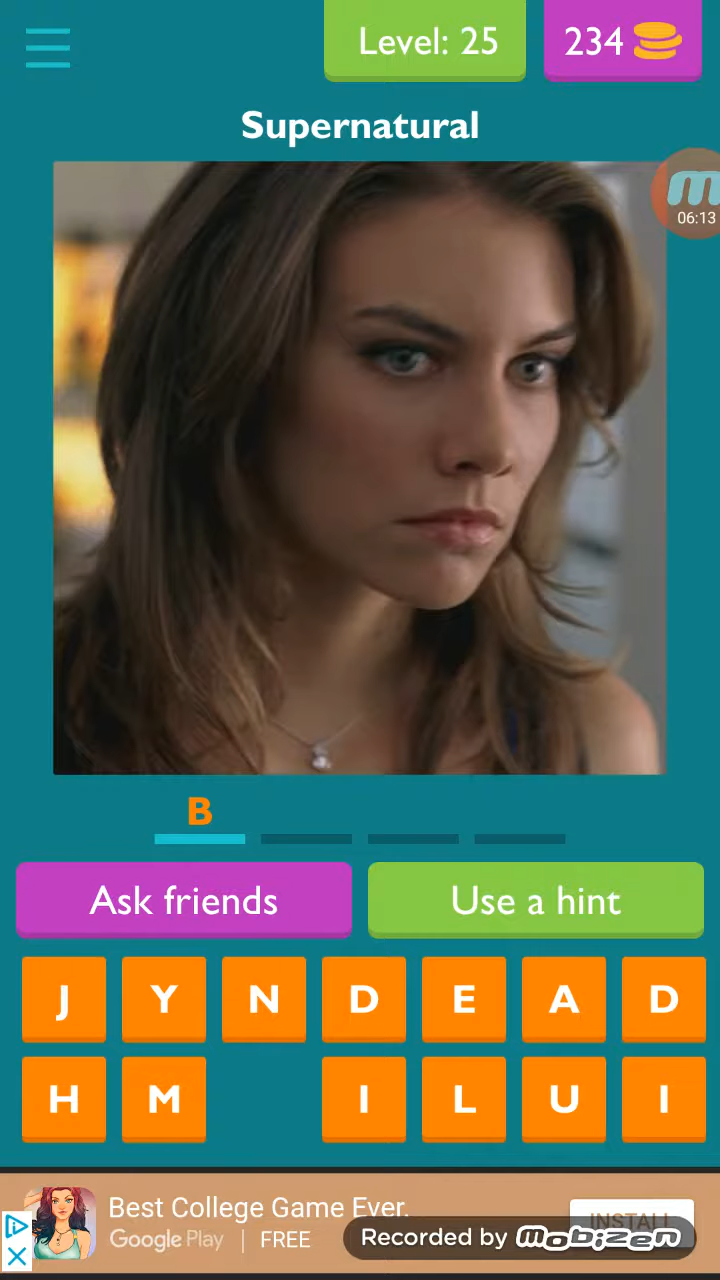 Level: 25
234
Supernatural
m
06:13
B
Ask friends
Use a hint
J Y N D E A D
H M I L U I
Best College Game Ever.
INSTALL
Google Play | FREE
Recorded by mobizen